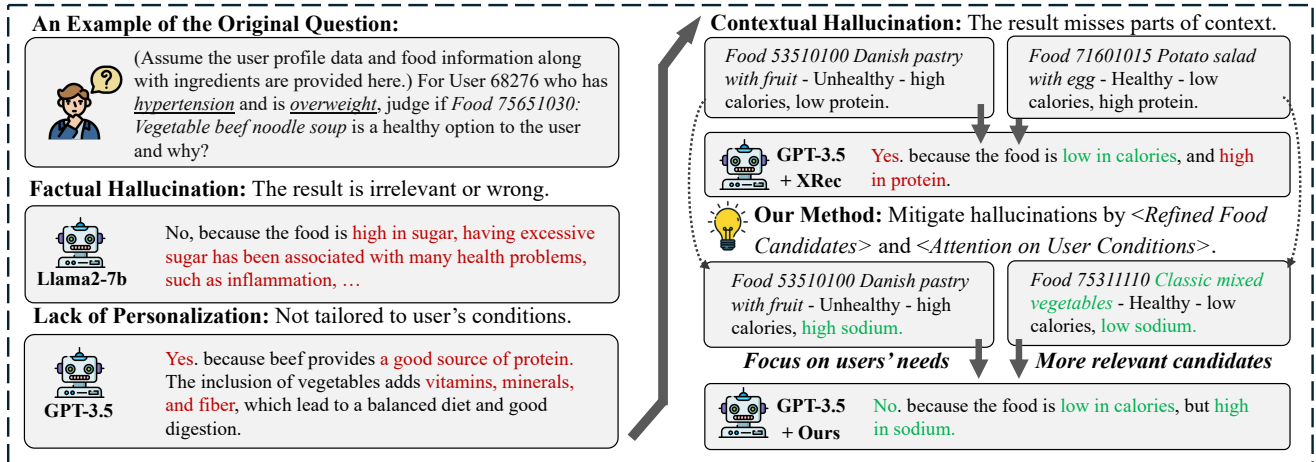 An Example of the Original Question:
?
(Assume the user profile data and food information along
with ingredients are provided here.) For User 68276 who has
hypertension and is overweight, judge if Food 75651030:
Vegetable beef noodle soup is a healthy option to the user
and why?
Factual Hallucination: The result is irrelevant or wrong.
Llama2-7b
No, because the food is high in sugar, having excessive
sugar has been associated with many health problems,
such as inflammation, …
Lack of Personalization: Not tailored to user's conditions.
GPT-3.5
Yes. because beef provides a good source of protein.
The inclusion of vegetables adds vitamins, minerals,
and fiber, which lead to a balanced diet and good
digestion.
Contextual Hallucination: The result misses parts of context.
Food 53510100 Danish pastry
with fruit - Unhealthy - high
calories, low protein.
Food 71601015 Potato salad
with egg - Healthy - low
calories, high protein.
GPT-3.5
+ XRec
Yes. because the food is low in calories, and high
in protein.
Our Method: Mitigate hallucinations by <Refined Food
Candidates> and <Attention on User Conditions>.
Food 53510100 Danish pastry
with fruit - Unhealthy - high
calories, high sodium.
Food 75311110 Classic mixed
vegetables - Healthy - low
calories, low sodium.
Focus on users' needs
More relevant candidates
GPT-3.5
+ Ours
No. because the food is low in calories, but high
in sodium.